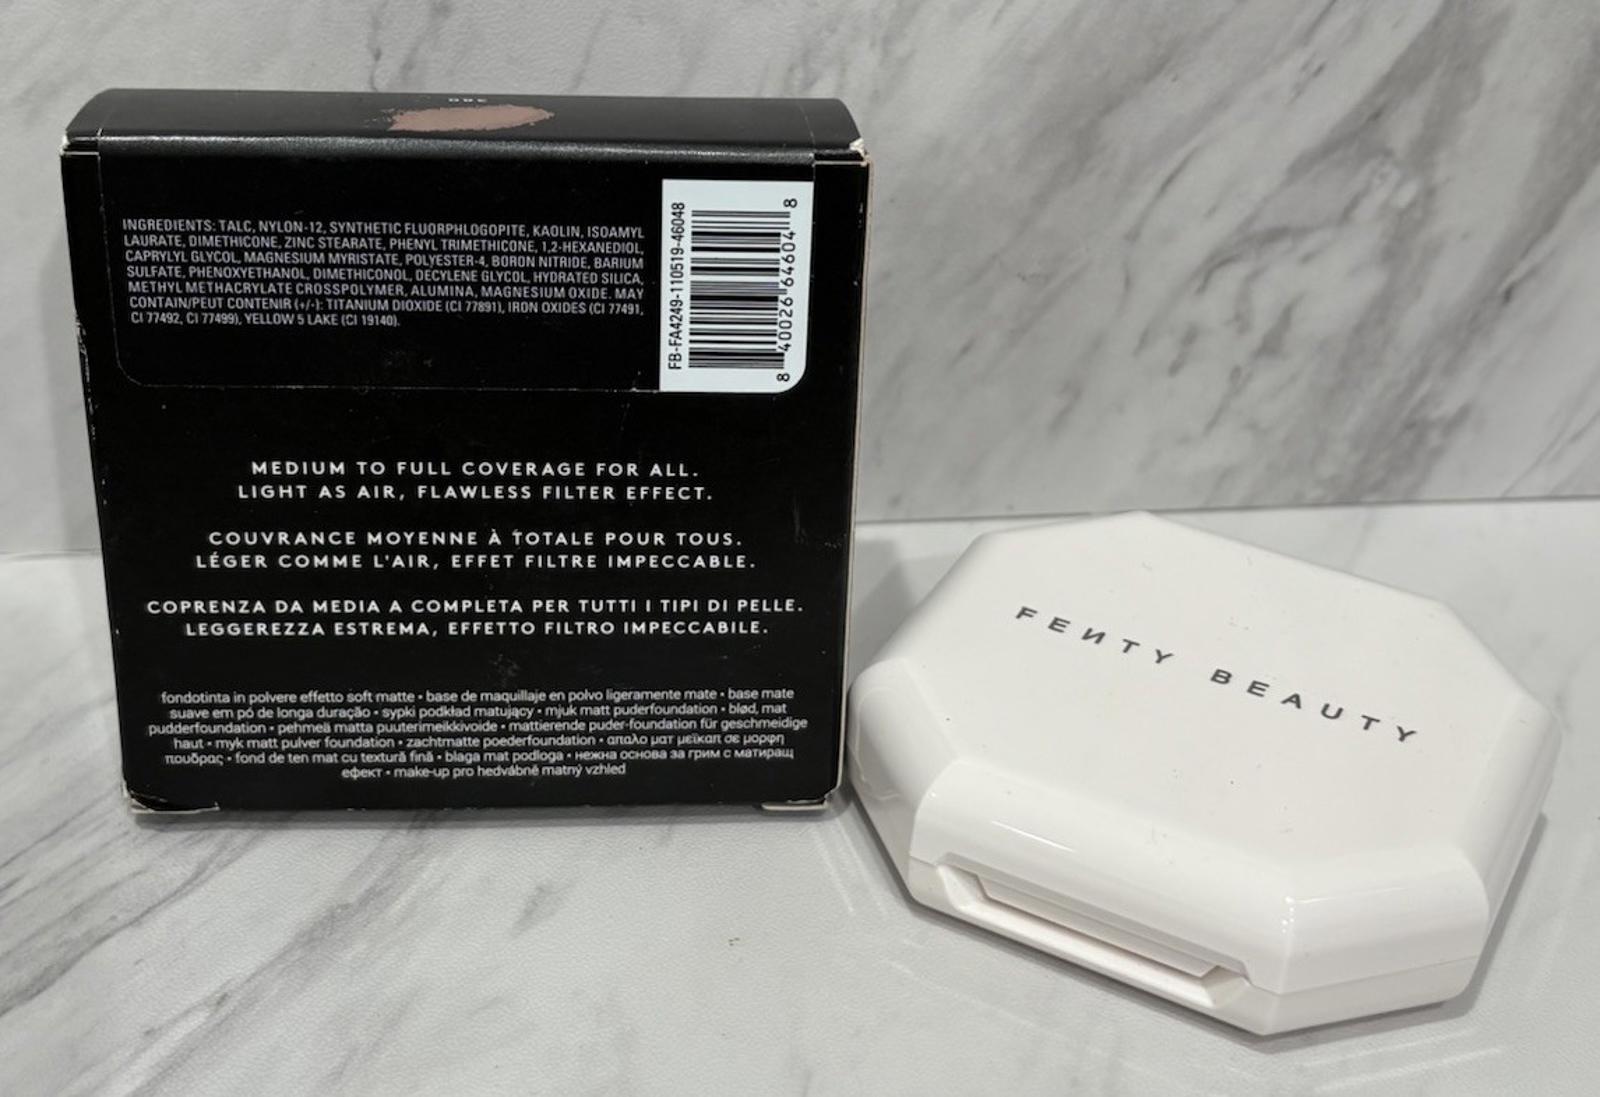 INGREDIENTS: TALC, NYLON-12, SYNTHETIC FLUORPHLOGOPITE, KAOLIN, ISOAMYL
LAURATE, DIMETHICONE, ZINC STEARATE, PHENYL TRIMETHICONE, 1,2-HEXANEDIOL,
CAPRYLYL GLYCOL, MAGNESIUM MYRISTATE, POLYESTER-4, BORON NITRIDE, BARIUM
SULFATE, PHENOXYETHANOL, DIMETHICONOL, DECYLENE GLYCOL, HYDRATED SILICA,
METHYL METHACRYLATE CROSSPOLYMER, ALUMINA, MAGNESIUM OXIDE. MAY
CONTAIN/PEUT CONTENIR (+/-): TITANIUM DIOXIDE (CI 77891), IRON OXIDES (CI 77491,
CI 77492, CI 77499), YELLOW 5 LAKE (CI 19140).
FB-FA4249-110519-46048
8 40026 64604 8
MEDIUM TO FULL COVERAGE FOR ALL.
LIGHT AS AIR, FLAWLESS FILTER EFFECT.
COUVRANCE MOYENNE À TOTALE POUR TOUS.
LÉGER COMME L'AIR, EFFET FILTRE IMPECCABLE.
COPRENZA DA MEDIA A COMPLETA PER TUTTI I TIPI DI PELLE.
LEGGEREZZA ESTREMA, EFFETTO FILTRO IMPECCABILE.
fondotinta in polvere effetto soft matte • base de maquillaje en polvo ligeramente mate • base mate
suave em pó de longa duração • sypki podkład matujący • mjuk matt puderfoundation • blød, mat
pudderfoundation • pehmeä matta puuterimeikkivoide • mattierende puder-foundation für geschmeidige
haut • myk matt pulver foundation • zachtmatte poederfoundation • απαλο ματ μεϊκαπ σε μορφη
πουδρας • fond de ten mat cu textură fină • blaga mat podloga • нежна основа за грим с матиращ
ефект • make-up pro hedvábně matný vzhled
FEИTY BEAUTY